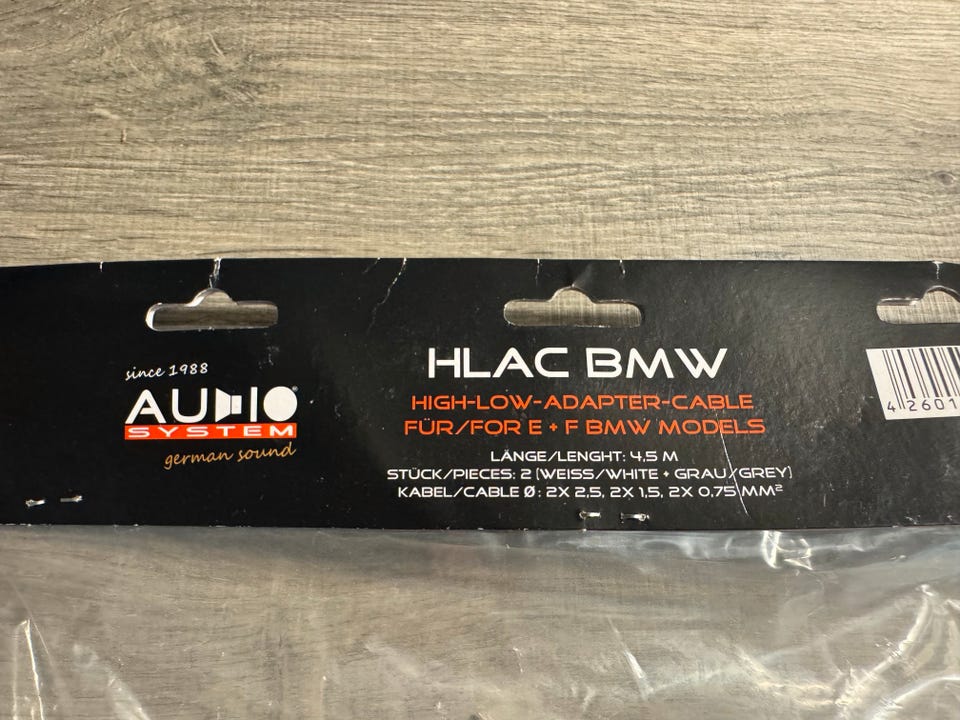 since 1988
AUDIO®
SYSTEM
german sound
HLAC BMW
HIGH-LOW-ADAPTER-CABLE
FÜR/FOR E + F BMW MODELS
LÄNGE/LENGHT: 4,5 M
STÜCK/PIECES: 2 (WEISS/WHITE + GRAU/GREY)
KABEL/CABLE Ø: 2X 2,5, 2X 1,5, 2X 0,75 MM²
4 2601